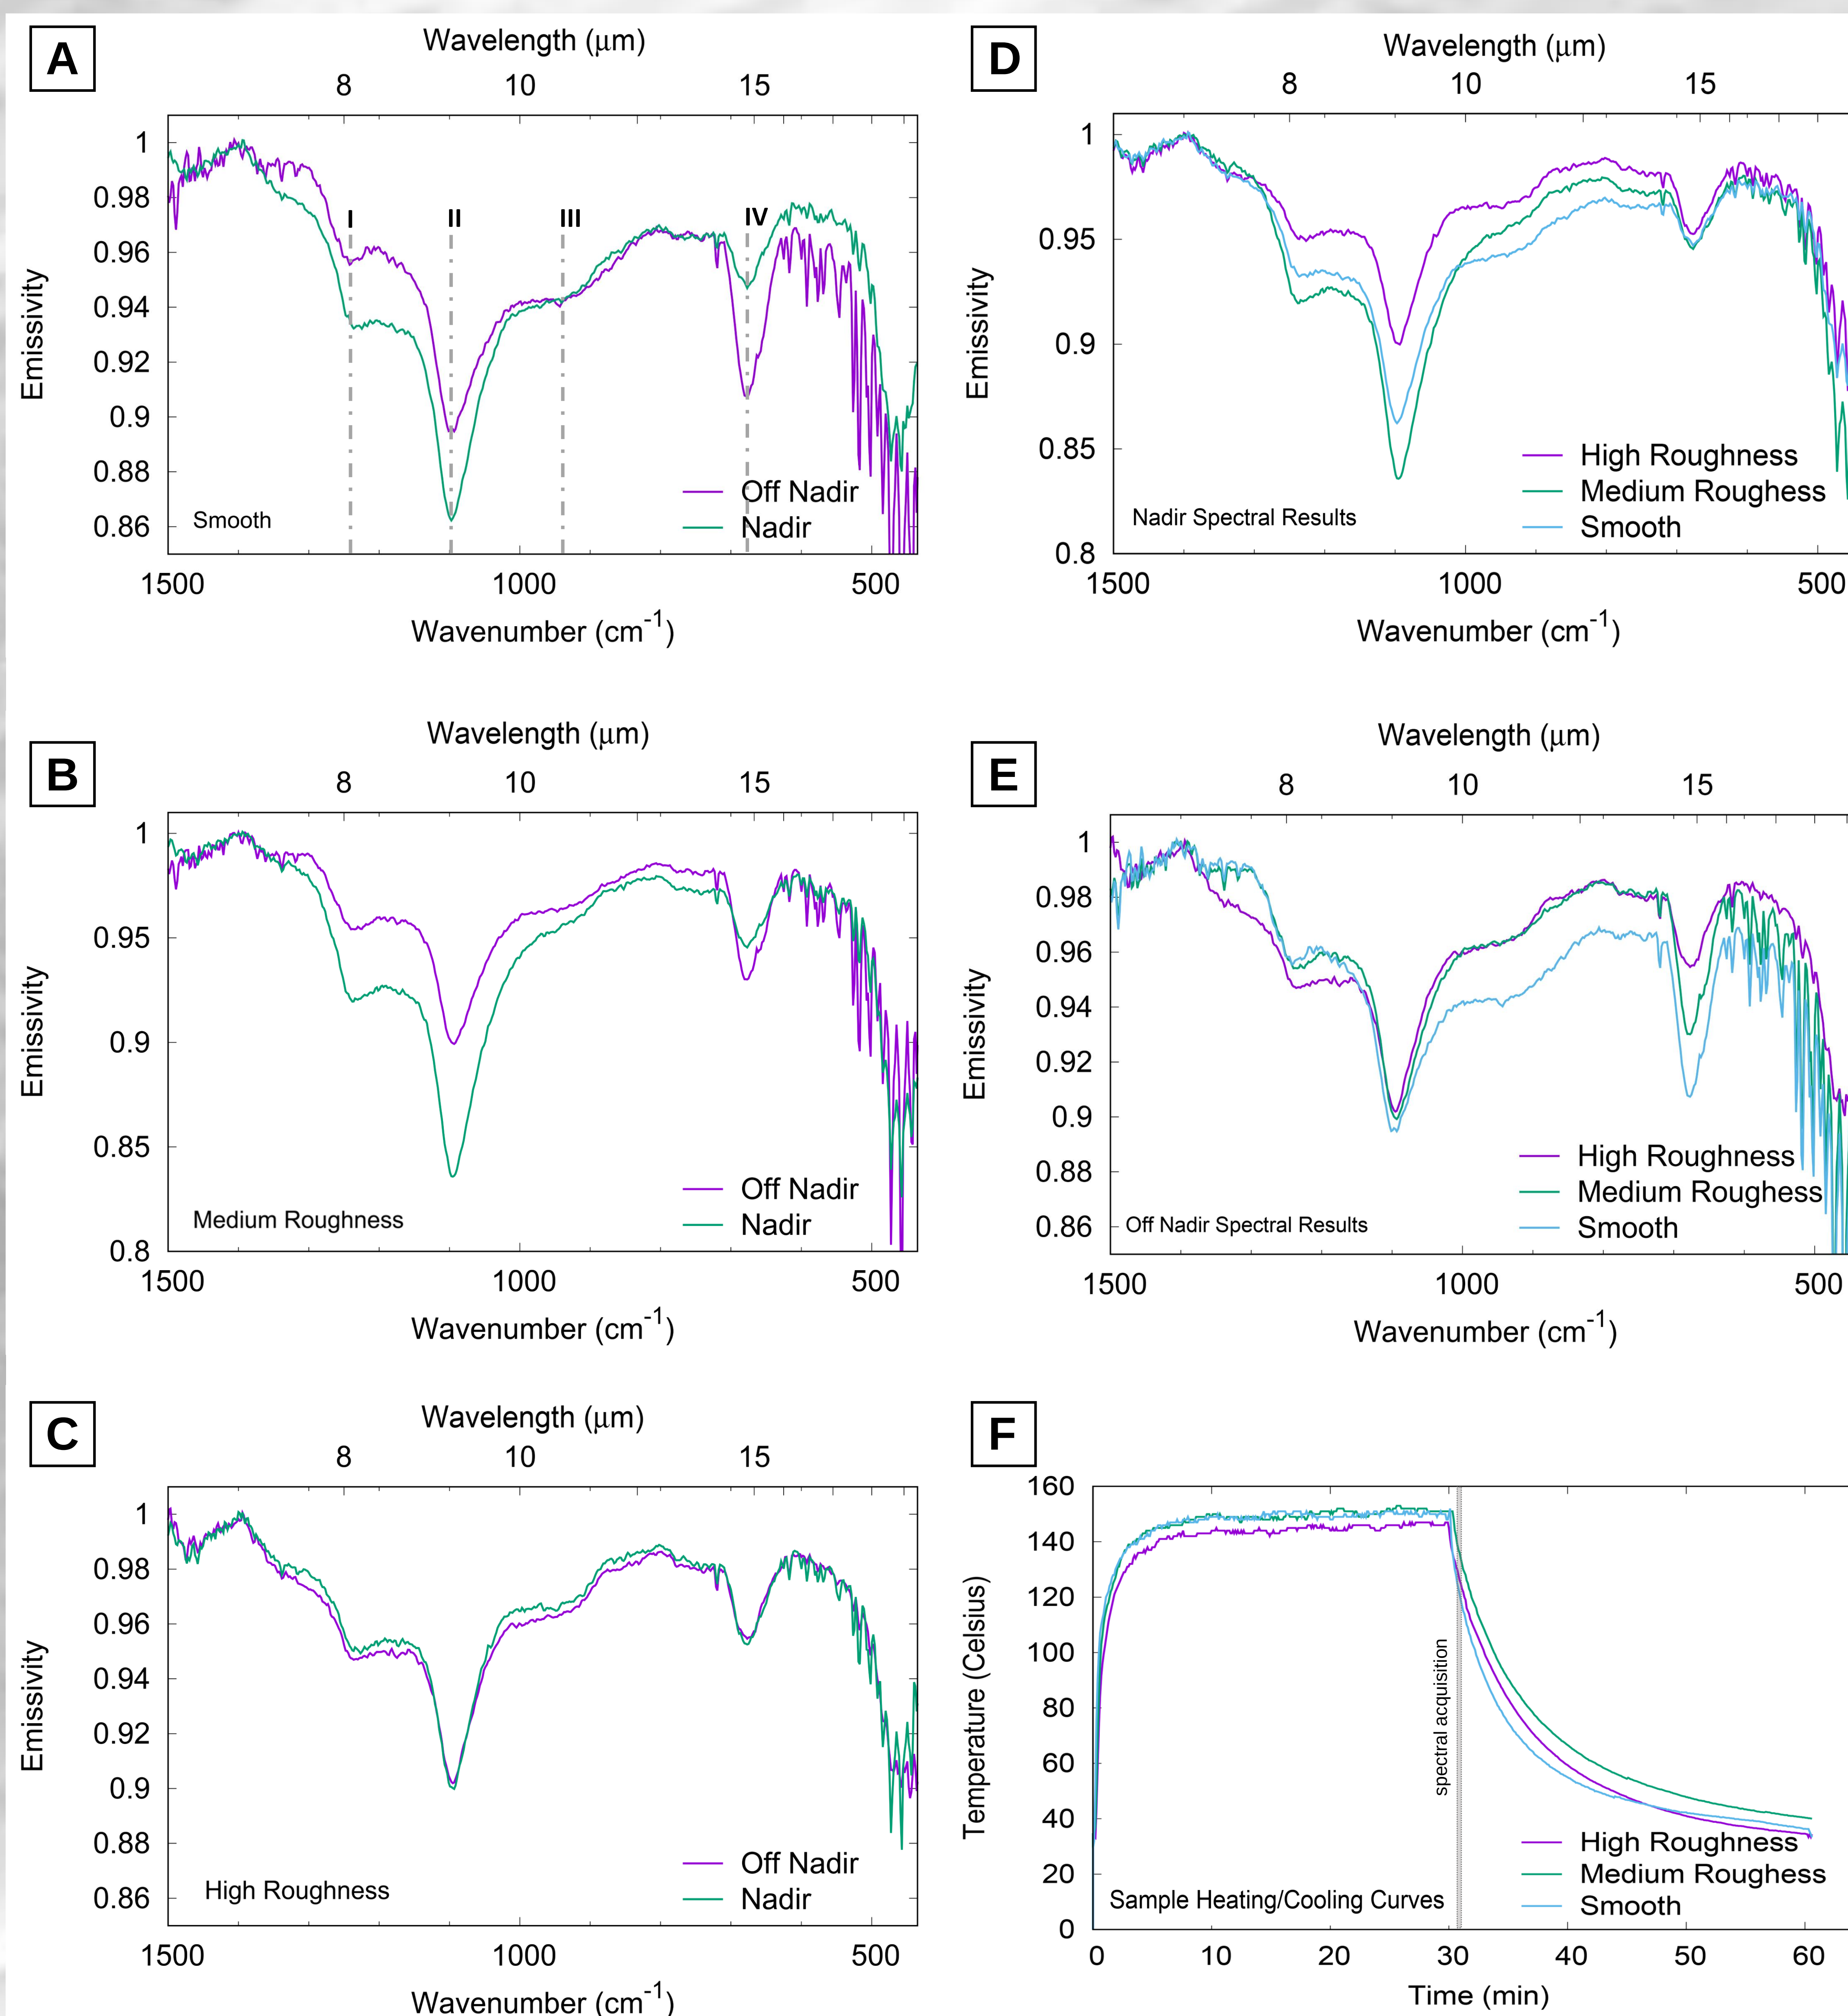 A
Wavelength (μm)
8 10 15
1
0.98
0.96
0.94
0.92
0.9
0.88
0.86
Emissivity
I II III IV
Off Nadir
Nadir
Smooth
1500 1000 500
Wavenumber (cm-1)
B
Wavelength (μm)
8 10 15
1
0.95
0.9
0.85
0.8
Emissivity
Off Nadir
Nadir
Medium Roughness
1500 1000 500
Wavenumber (cm-1)
C
Wavelength (μm)
8 10 15
1
0.98
0.96
0.94
0.92
0.9
0.88
0.86
Emissivity
Off Nadir
Nadir
High Roughness
1500 1000 500
Wavenumber (cm-1)
D
Wavelength (μm)
8 10 15
1
0.95
0.9
0.85
0.8
Emissivity
High Roughness
Medium Roughess
Smooth
Nadir Spectral Results
1500 1000 500
Wavenumber (cm-1)
E
Wavelength (μm)
8 10 15
1
0.98
0.96
0.94
0.92
0.9
0.88
0.86
Emissivity
High Roughness
Medium Roughess
Smooth
Off Nadir Spectral Results
1500 1000 500
Wavenumber (cm-1)
F
160
140
120
100
80
60
40
20
0
Temperature (Celsius)
spectral acquisition
High Roughness
Medium Roughess
Smooth
Sample Heating/Cooling Curves
0 10 20 30 40 50 60
Time (min)